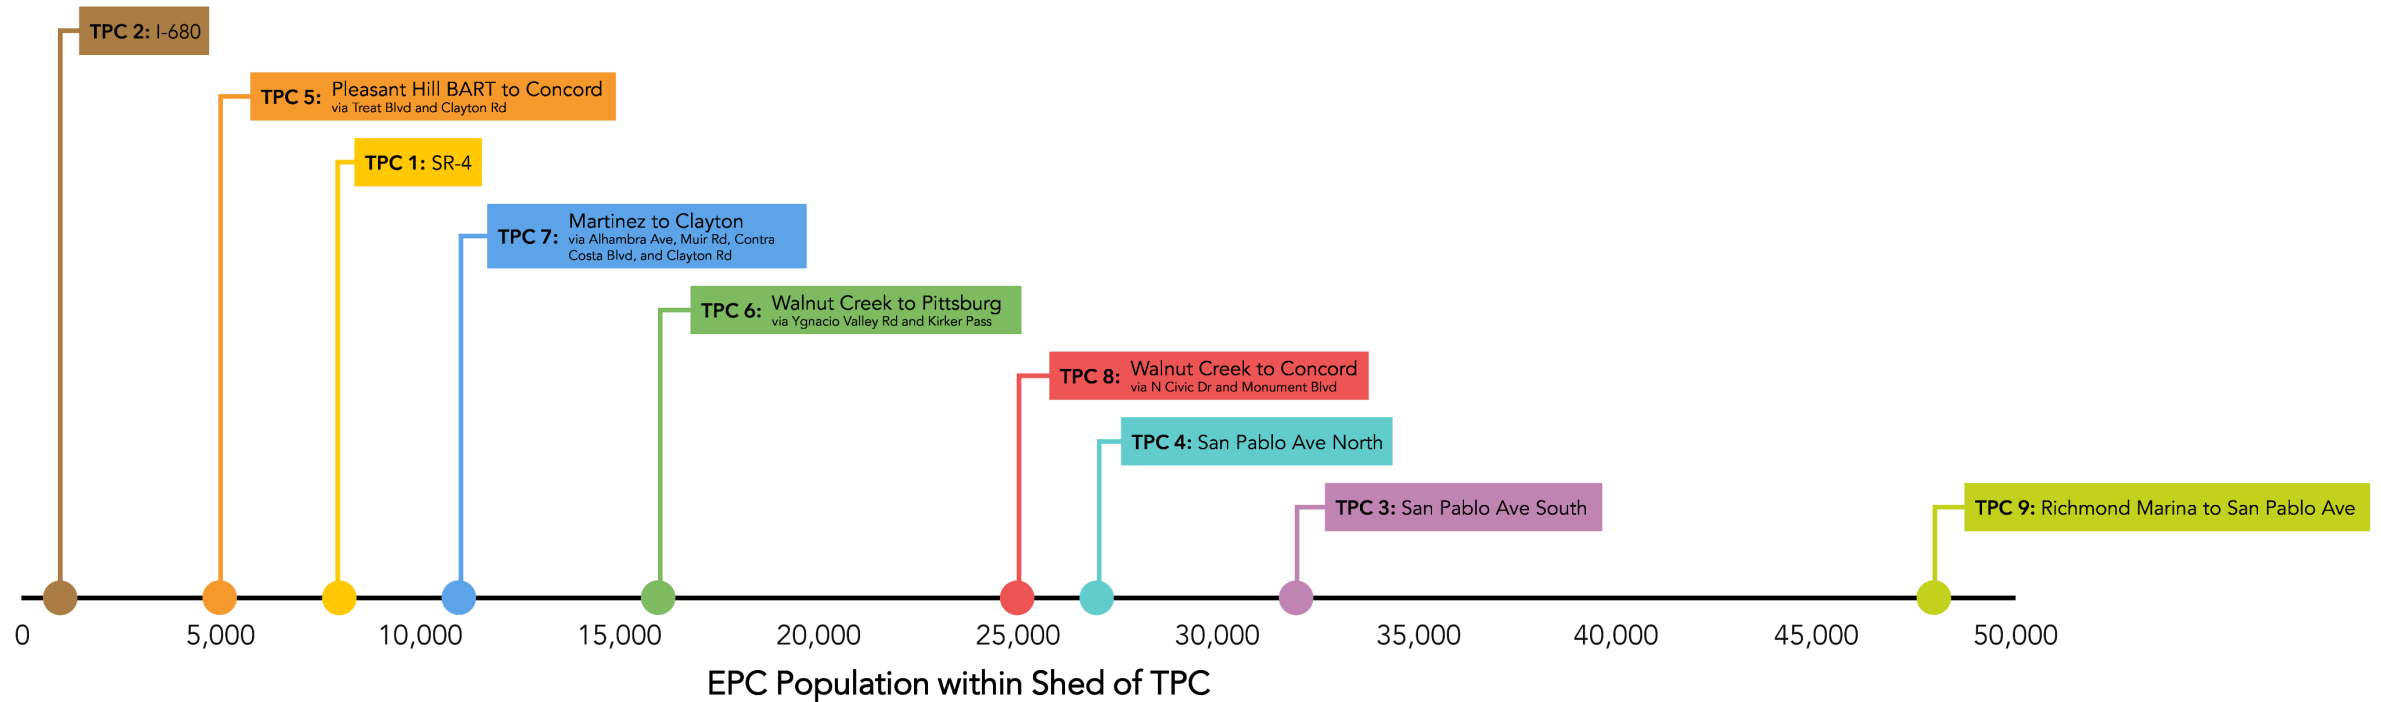 TPC 2: I-680
TPC 5: Pleasant Hill BART to Concord
via Treat Blvd and Clayton Rd
TPC 1: SR-4
TPC 7: Martinez to Clayton
via Alhambra Ave, Muir Rd, Contra
Costa Blvd, and Clayton Rd
TPC 6: Walnut Creek to Pittsburg
via Ygnacio Valley Rd and Kirker Pass
TPC 8: Walnut Creek to Concord
via N Civic Dr and Monument Blvd
TPC 4: San Pablo Ave North
TPC 3: San Pablo Ave South
TPC 9: Richmond Marina to San Pablo Ave
0 5,000 10,000 15,000 20,000 25,000 30,000 35,000 40,000 45,000 50,000
EPC Population within Shed of TPC